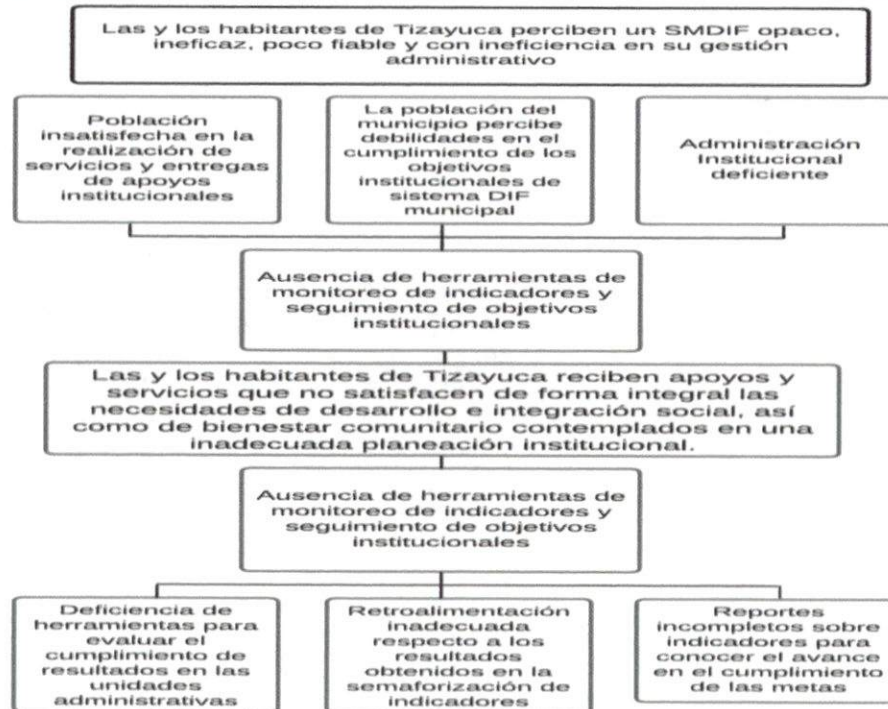 Las y los habitantes de Tizayuca perciben un SMDIF opaco,
ineficaz, poco fiable y con ineficiencia en su gestión
administrativo
Población
insatisfecha en la
realización de
servicios y entregas
de apoyos
institucionales
La población del
municipio percibe
debilidades en el
cumplimiento de los
objetivos
institucionales de
sistema DIF
municipal
Administración
Institucional
deficiente
Ausencia de herramientas de
monitoreo de indicadores y
seguimiento de objetivos
institucionales
Las y los habitantes de Tizayuca reciben apoyos y
servicios que no satisfacen de forma integral las
necesidades de desarrollo e integración social, así
como de bienestar comunitario contemplados en una
inadecuada planeación institucional.
Ausencia de herramientas de
monitoreo de indicadores y
seguimiento de objetivos
institucionales
Deficiencia de
herramientas para
evaluar el
cumplimiento de
resultados en las
unidades
administrativas
Retroalimentación
inadecuada
respecto a los
resultados
obtenidos en la
semaforización de
indicadores
Reportes
incompletos sobre
indicadores para
conocer el avance
en el cumplimiento
de las metas